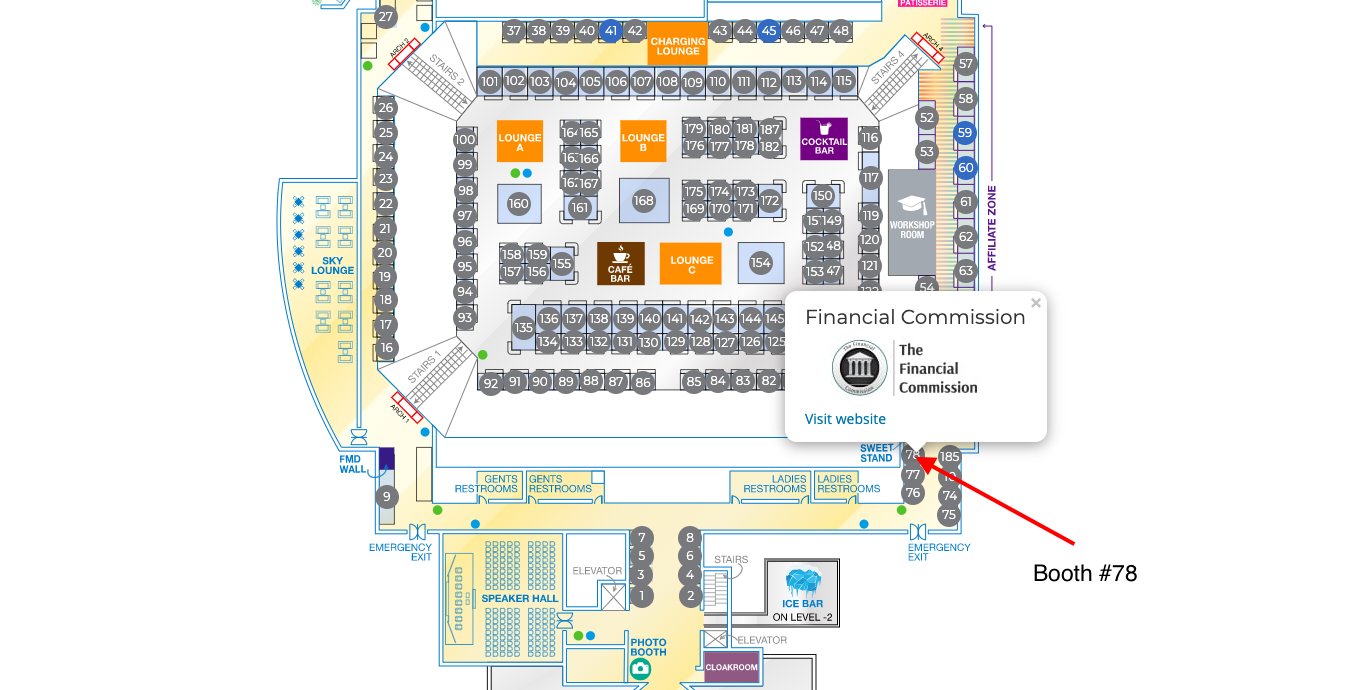 PATISSERIE
27
37 38 39 40 41 42
CHARGING
LOUNGE
43 44 45 46 47 48
ARCH 2
STAIRS 2
STAIRS 4
ARCH 4
57
58
59
60
61
62
63
AFFILIATE ZONE
101 102 103 104 105 106 107 108 109 110 111 112 113 114 115
52
53
54
WORKSHOP
ROOM
26
25
24
23
22
21
20
19
18
17
16
100
99
98
97
96
95
94
93
LOUNGE
A
165
166
167
161
LOUNGE
B
179 180 181 187
176 177 178 182
COCKTAIL
BAR
116
117
119
120
121
160
168
175 174 173
169 170 171 172
150
149
152 48
153 47
158 159
157 156 155
CAFÉ
BAR
LOUNGE
C
154
SKY
LOUNGE
135
136 137 138 139 140 141 142 143 144 145
134 133 132 131 130 129 128 127 126 125
92 91 90 89 88 87 86 85 84 83 82
STAIRS 1
ARCH 1
×
Financial Commission
The Financial
Commission
The
Financial
Commission
Visit website
FMD
WALL
9
GENTS
RESTROOMS
GENTS
RESTROOMS
LADIES
RESTROOMS
LADIES
RESTROOMS
SWEET
STAND
78
77
76
185
74
75
EMERGENCY
EXIT
EMERGENCY
EXIT
Booth #78
7 8
5 6
3 4
1 2
ELEVATOR
STAIRS
SPEAKER HALL
ICE BAR
ON LEVEL -2
ELEVATOR
PHOTO
BOOTH
CLOAKROOM